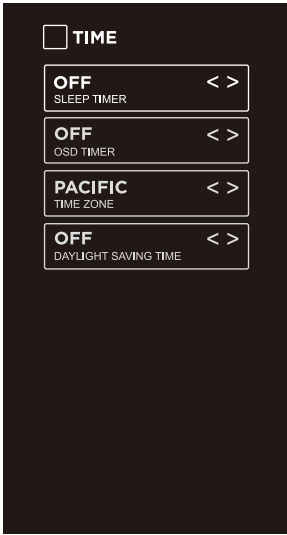 TIME
OFF < >
SLEEP TIMER
OFF < >
OSD TIMER
PACIFIC < >
TIME ZONE
OFF < >
DAYLIGHT SAVING TIME